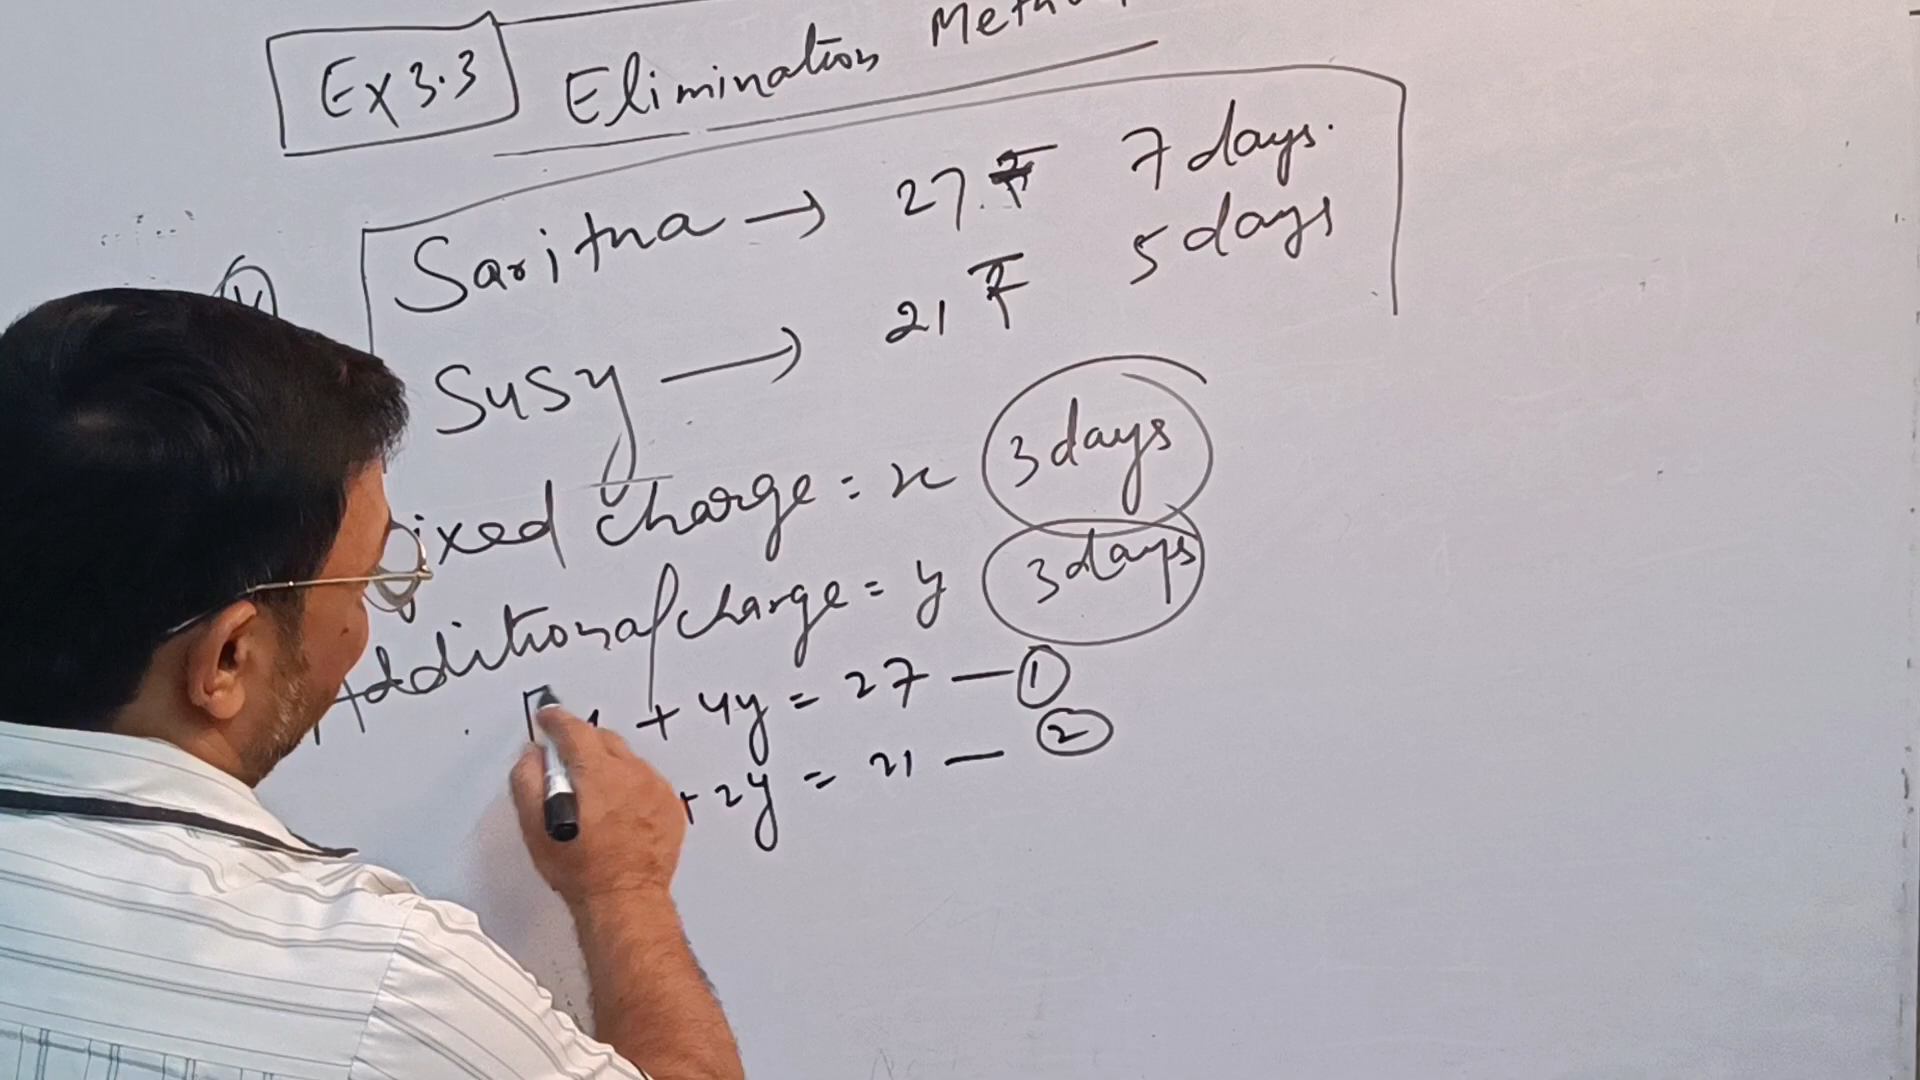 Ex 3.3 Elimination
Saritha → 27 ₹ 7 days.
Susy → 21 ₹ 5 days
ixed charge = x 3 days
Additional charge = y 3 days
+ 4y = 27 — ①
+ 2y = 21 — ②